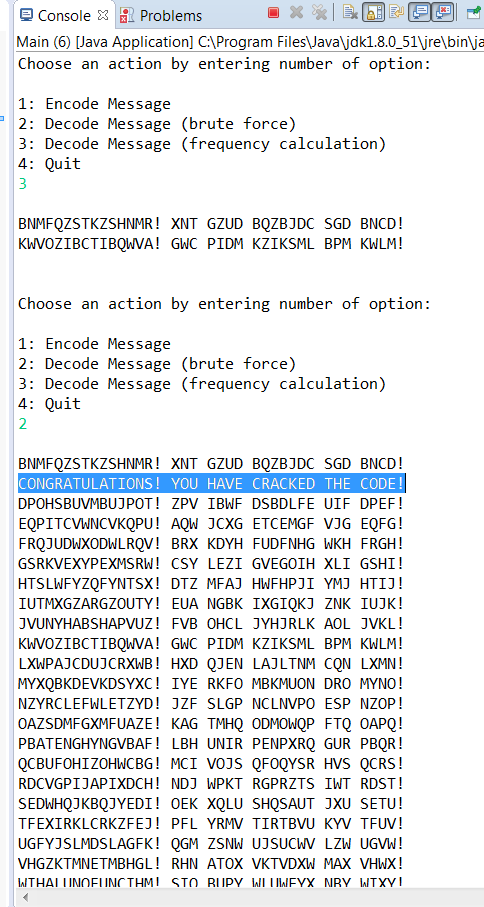 Console Problems
Main (6) [Java Application] C:\Program Files\Java\jdk1.8.0_51\jre\bin\ja
Choose an action by entering number of option:
1: Encode Message
2: Decode Message (brute force)
3: Decode Message (frequency calculation)
4: Quit
3
BNMFQZSTKZSHNMR! XNT GZUD BQZBJDC SGD BNCD!
KWVOZIBCTIBQWVA! GWC PIDM KZIKSML BPM KWLM!
Choose an action by entering number of option:
1: Encode Message
2: Decode Message (brute force)
3: Decode Message (frequency calculation)
4: Quit
2
BNMFQZSTKZSHNMR! XNT GZUD BQZBJDC SGD BNCD!
CONGRATULATIONS! YOU HAVE CRACKED THE CODE!
DPOHSBUVMBUJPOT! ZPV IBWF DSBDLFE UIF DPEF!
EQPITCVWNCVKQPU! AQW JCXG ETCEMGF VJG EQFG!
FRQJUDWXODWLRQV! BRX KDYH FUDFNHG WKH FRGH!
GSRKVEXYPEXMSRW! CSY LEZI GVEGOIH XLI GSHI!
HTSLWFYZQFYNTSX! DTZ MFAJ HWFHPJI YMJ HTIJ!
IUTMXGZARGZOUTY! EUA NGBK IXGIQKJ ZNK IUJK!
JVUNYHABSHAPVUZ! FVB OHCL JYHJRLK AOL JVKL!
KWVOZIBCTIBQWVA! GWC PIDM KZIKSML BPM KWLM!
LXWPAJCDUJCRXWB! HXD QJEN LAJLTNM CQN LXMN!
MYXQBKDEVKDSYXC! IYE RKFO MBKMUON DRO MYNO!
NZYRCLEFWLETZYD! JZF SLGP NCLNVPO ESP NZOP!
OAZSDMFGXMFUAZE! KAG TMHQ ODMOWQP FTQ OAPQ!
PBATENGHYNGVBAF! LBH UNIR PENPXRQ GUR PBQR!
QCBUFOHIZOHWCBG! MCI VOJS QFOQYSR HVS QCRS!
RDCVGPIJAPIXDCH! NDJ WPKT RGPRZTS IWT RDST!
SEDWHQJKBQJYEDI! OEK XQLU SHQSAUT JXU SETU!
TFEXIRKLCRKZFEJ! PFL YRMV TIRTBVU KYV TFUV!
UGFYJSLMDSLAGFK! QGM ZSNW UJSUCWV LZW UGVW!
VHGZKTMNETMBHGL! RHN ATOX VKTVDXW MAX VHWX!
WIHALUNOFUNCIHM! SIO BUPY WLUWEYX NBY WIXY!